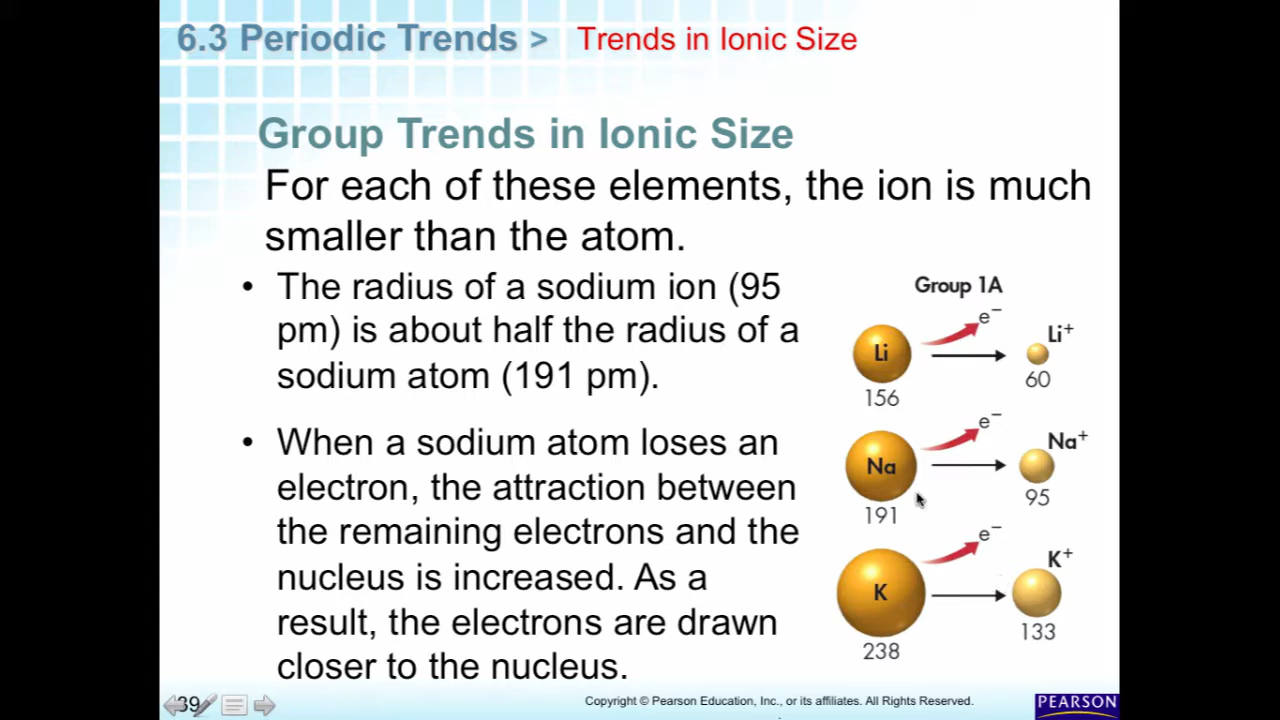 6.3 Periodic Trends > Trends in Ionic Size
Group Trends in Ionic Size
For each of these elements, the ion is much
smaller than the atom.
• The radius of a sodium ion (95
pm) is about half the radius of a
sodium atom (191 pm).
• When a sodium atom loses an
electron, the attraction between
the remaining electrons and the
nucleus is increased. As a
result, the electrons are drawn
closer to the nucleus.
Group 1A
e⁻
Li
Li⁺
156
60
e⁻
Na
Na⁺
191
95
e⁻
K
K⁺
238
133
39
Copyright © Pearson Education, Inc., or its affiliates. All Rights Reserved.
PEARSON